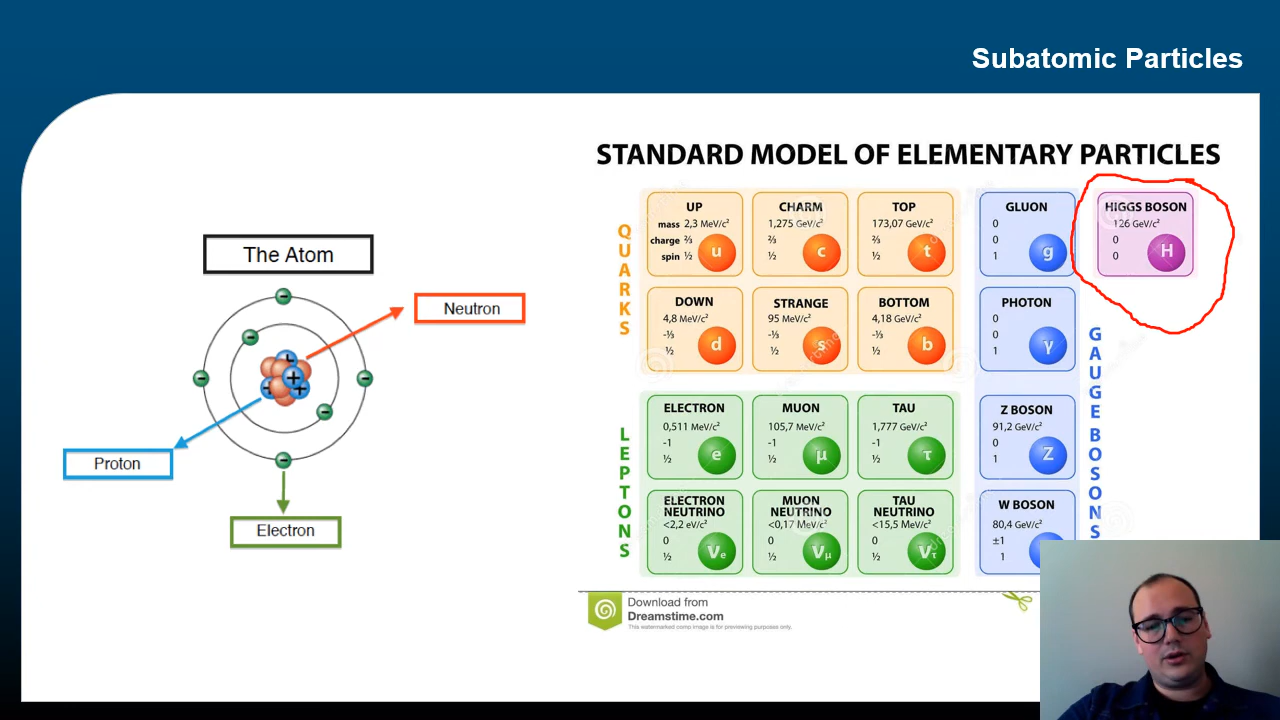 Subatomic Particles
The Atom
Neutron
Proton
Electron
STANDARD MODEL OF ELEMENTARY PARTICLES
QUARKS
UP
mass 2,3 MeV/c²
charge ⅔
spin ½
u
CHARM
1,275 GeV/c²
⅔
½
c
TOP
173,07 GeV/c²
⅔
½
t
DOWN
4,8 MeV/c²
-⅓
½
d
STRANGE
95 MeV/c²
-⅓
½
s
BOTTOM
4,18 GeV/c²
-⅓
½
b
LEPTONS
ELECTRON
0,511 MeV/c²
-1
½
e
MUON
105,7 MeV/c²
-1
½
μ
TAU
1,777 GeV/c²
-1
½
τ
ELECTRON
NEUTRINO
<2,2 eV/c²
0
½
νe
MUON
NEUTRINO
<0,17 MeV/c²
0
½
νμ
TAU
NEUTRINO
<15,5 MeV/c²
0
½
ντ
GLUON
0
0
1
g
PHOTON
0
0
1
γ
Z BOSON
91,2 GeV/c²
0
1
Z
W BOSON
80,4 GeV/c²
±1
1
GAUGE BOSONS
HIGGS BOSON
126 GeV/c²
0
0
H
Download from
Dreamstime.com
This watermarked comp image is for previewing purposes only.